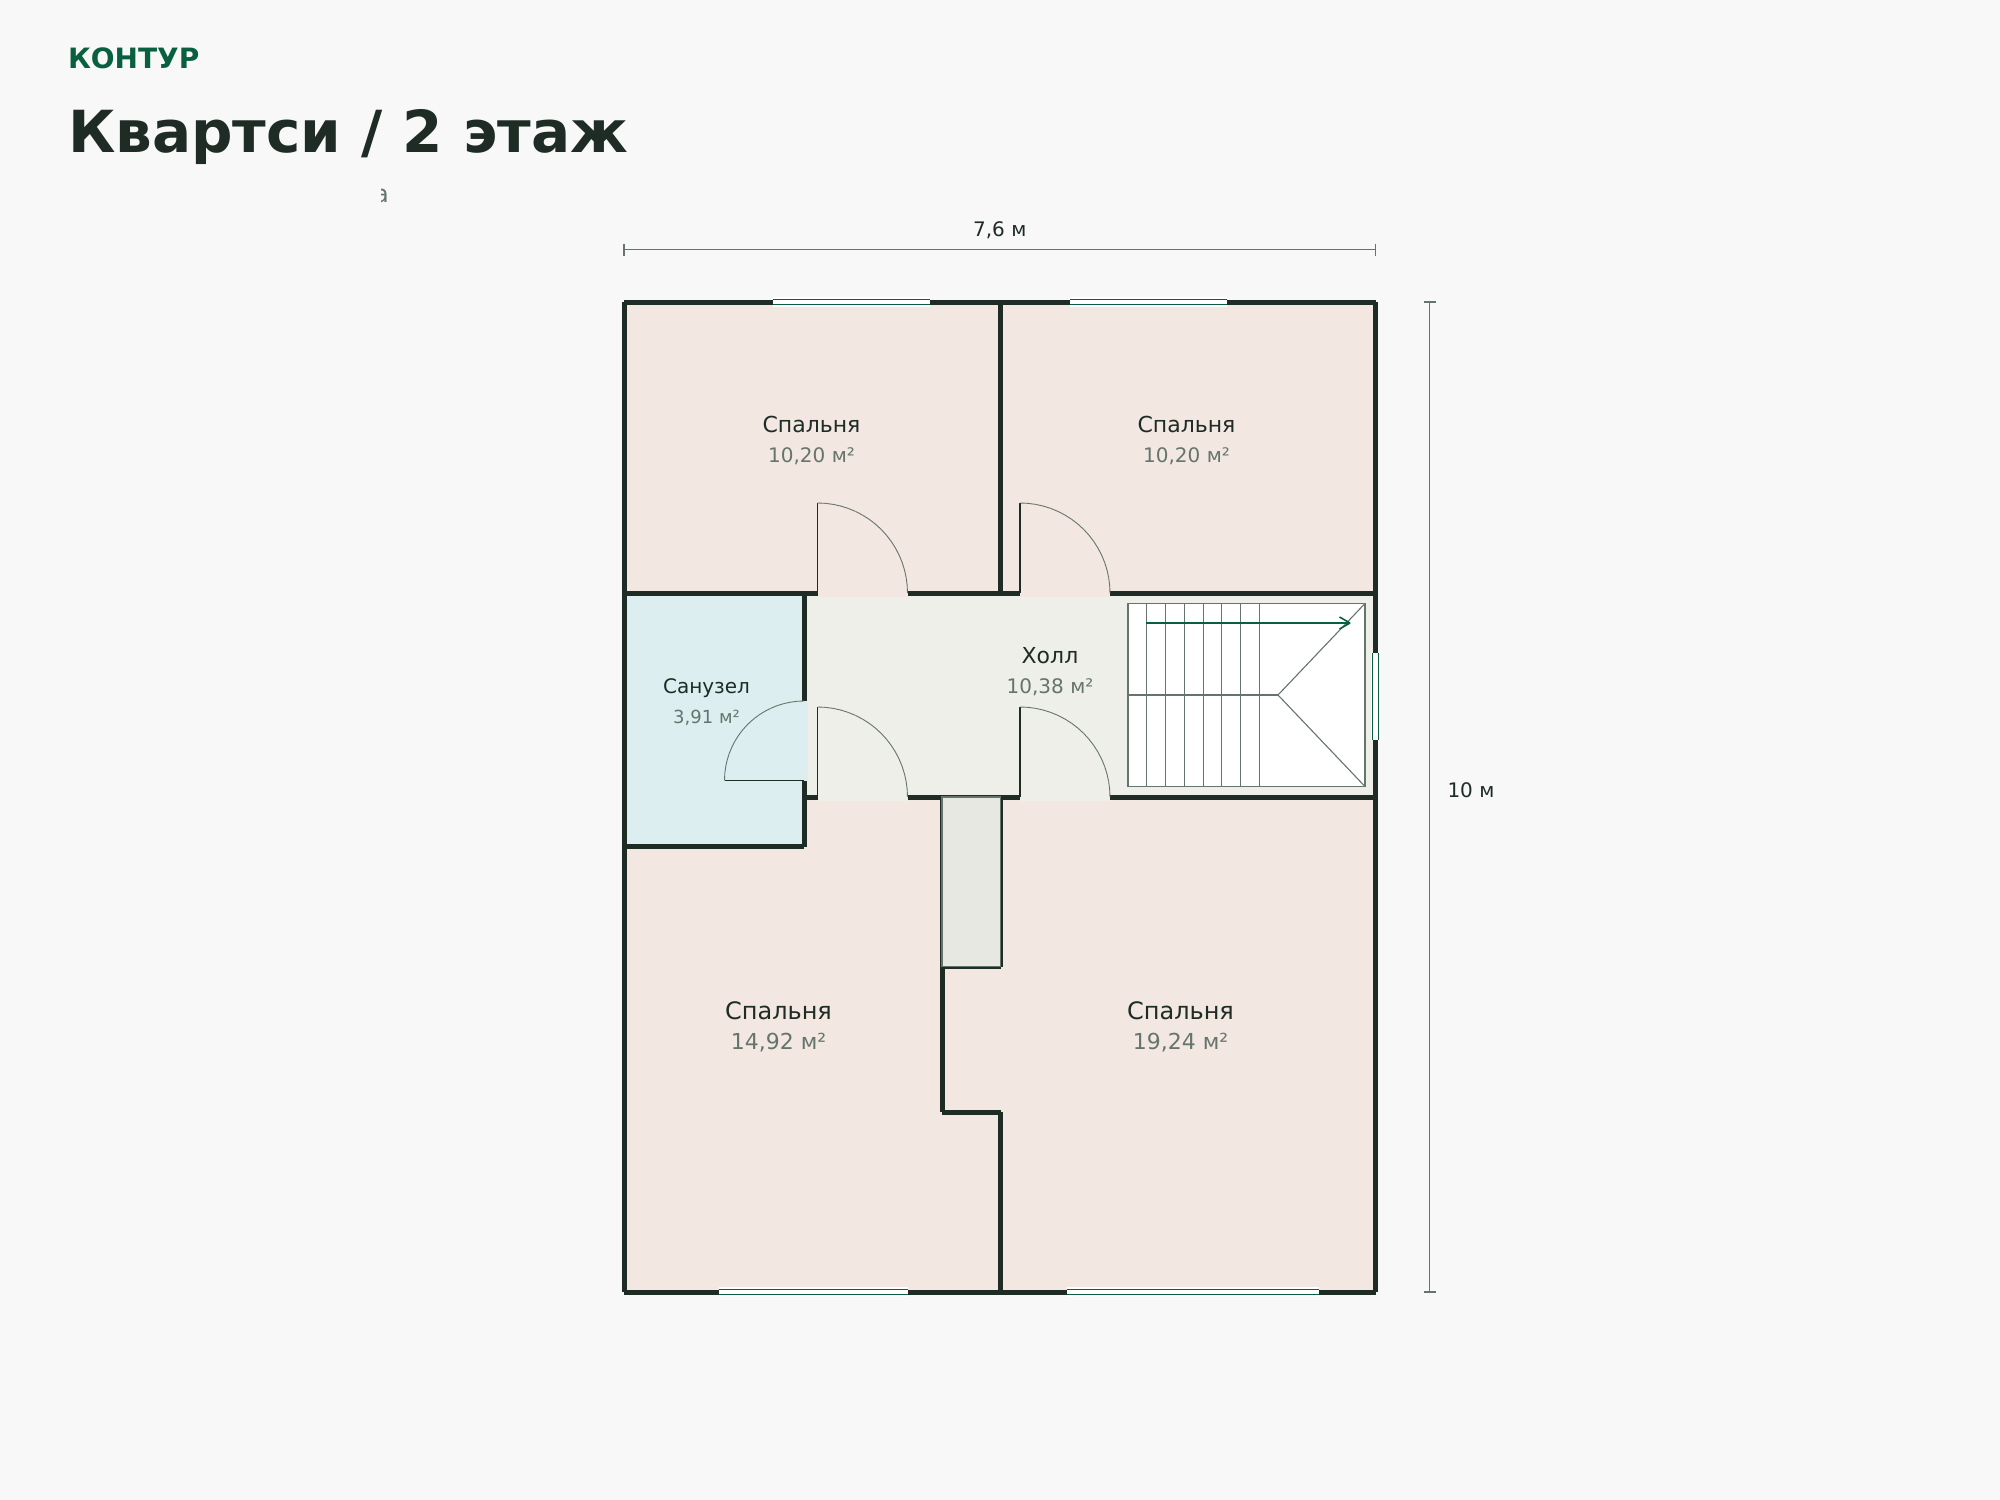 КОНТУР
Квартси / 2 этаж
а
7,6 м
Спальня
10,20 м²
Спальня
10,20 м²
Холл
10,38 м²
Санузел
3,91 м²
10 м
Спальня
14,92 м²
Спальня
19,24 м²